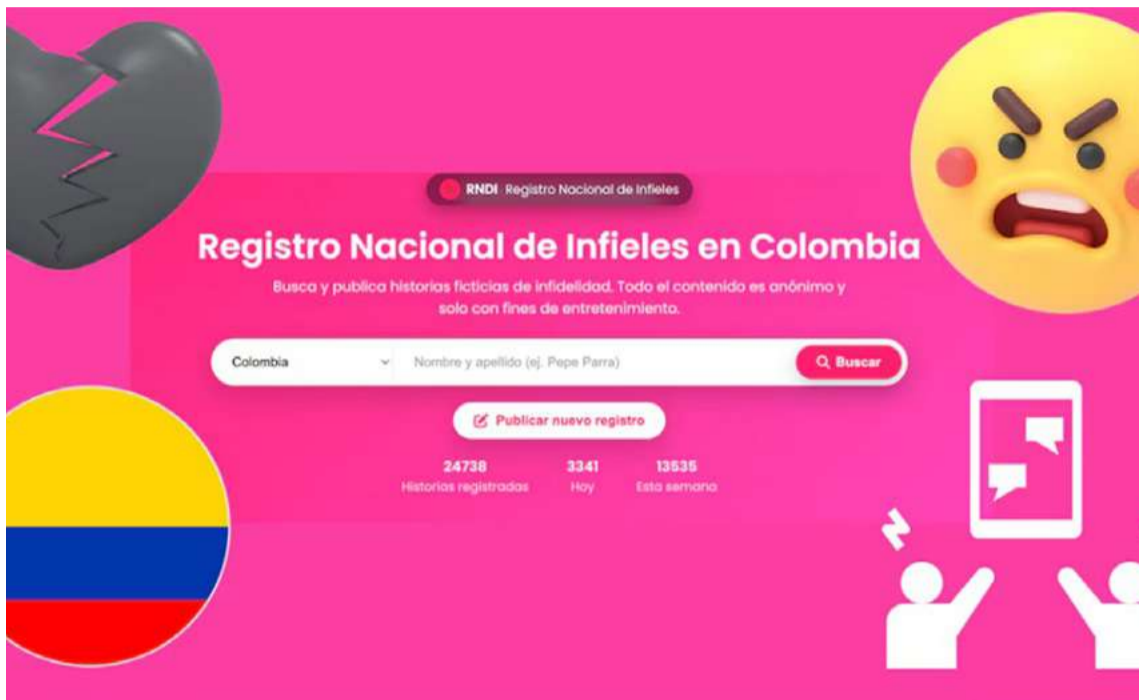 RNDI Registro Nacional de Infieles
Registro Nacional de Infieles en Colombia
Busca y publica historias ficticias de infidelidad. Todo el contenido es anónimo y
solo con fines de entretenimiento.
Colombia Nombre y apellido (ej. Pepe Parra) Buscar
Publicar nuevo registro
24738 3341 13535
Historias registradas Hoy Esta semana